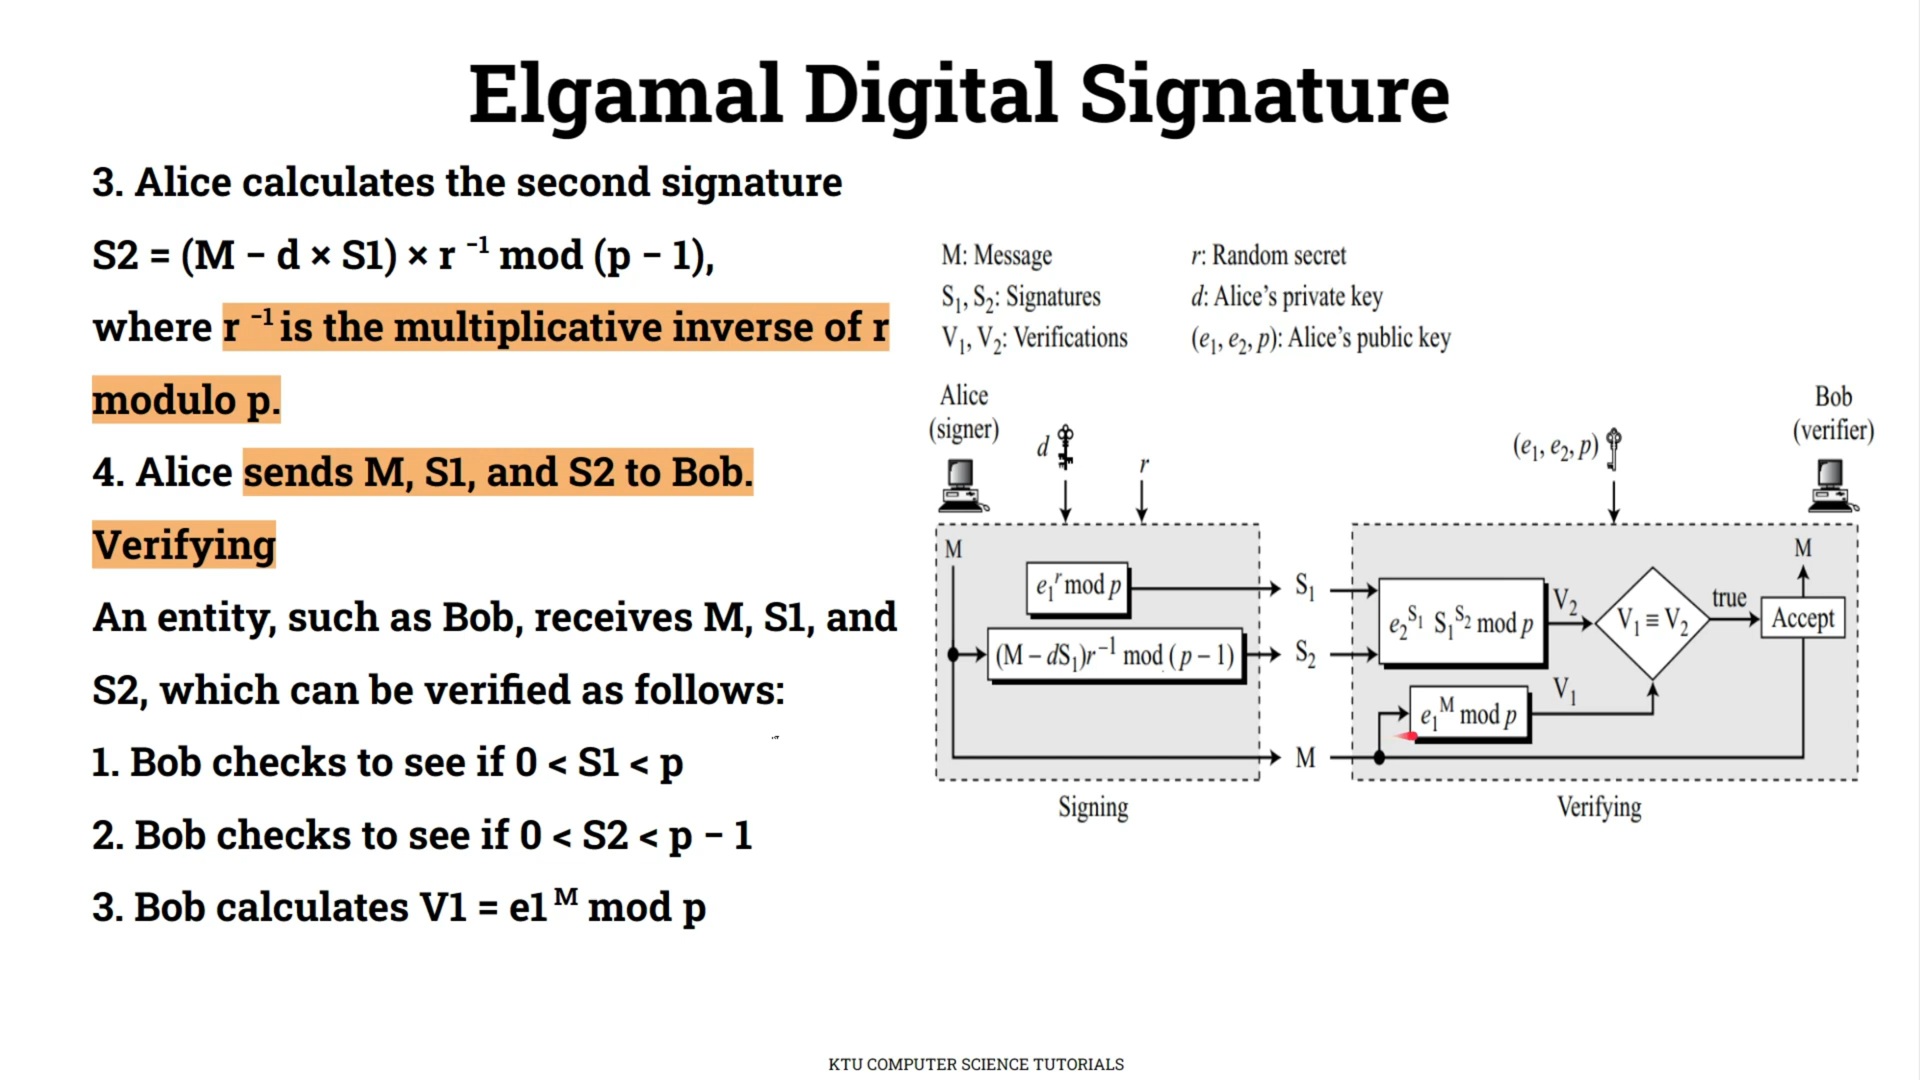 Elgamal Digital Signature
3. Alice calculates the second signature
S2 = (M − d × S1) × r ⁻¹ mod (p − 1),
where r ⁻¹ is the multiplicative inverse of r
modulo p.
4. Alice sends M, S1, and S2 to Bob.
Verifying
An entity, such as Bob, receives M, S1, and
S2, which can be verified as follows:
1. Bob checks to see if 0 < S1 < p
2. Bob checks to see if 0 < S2 < p − 1
3. Bob calculates V1 = e1 ᴹ mod p
M: Message
r: Random secret
S₁, S₂: Signatures
d: Alice's private key
V₁, V₂: Verifications
(e₁, e₂, p): Alice's public key
Alice
(signer)
d
r
(e₁, e₂, p)
Bob
(verifier)
M
e₁ʳ mod p
S₁
(M − dS₁)r⁻¹ mod (p − 1)
S₂
M
e₂^S₁ S₁^S₂ mod p
V₂
V₁ ≡ V₂
true
Accept
M
e₁ᴹ mod p
V₁
Signing
Verifying
KTU COMPUTER SCIENCE TUTORIALS